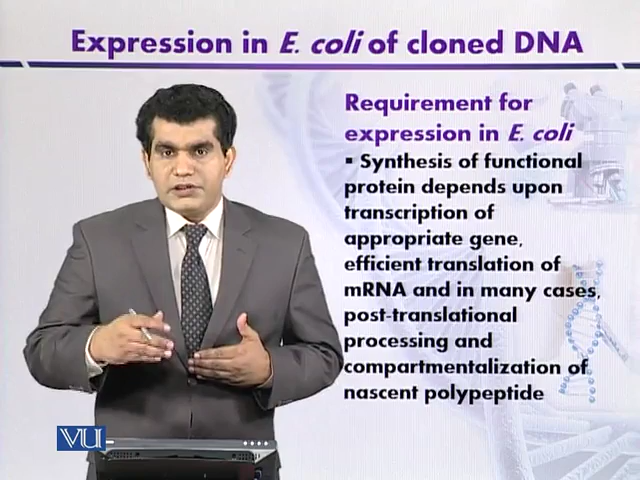 Expression in E. coli of cloned DNA
Requirement for
expression in E. coli
▪ Synthesis of functional
protein depends upon
transcription of
appropriate gene,
efficient translation of
mRNA and in many cases,
post-translational
processing and
compartmentalization of
nascent polypeptide
VU